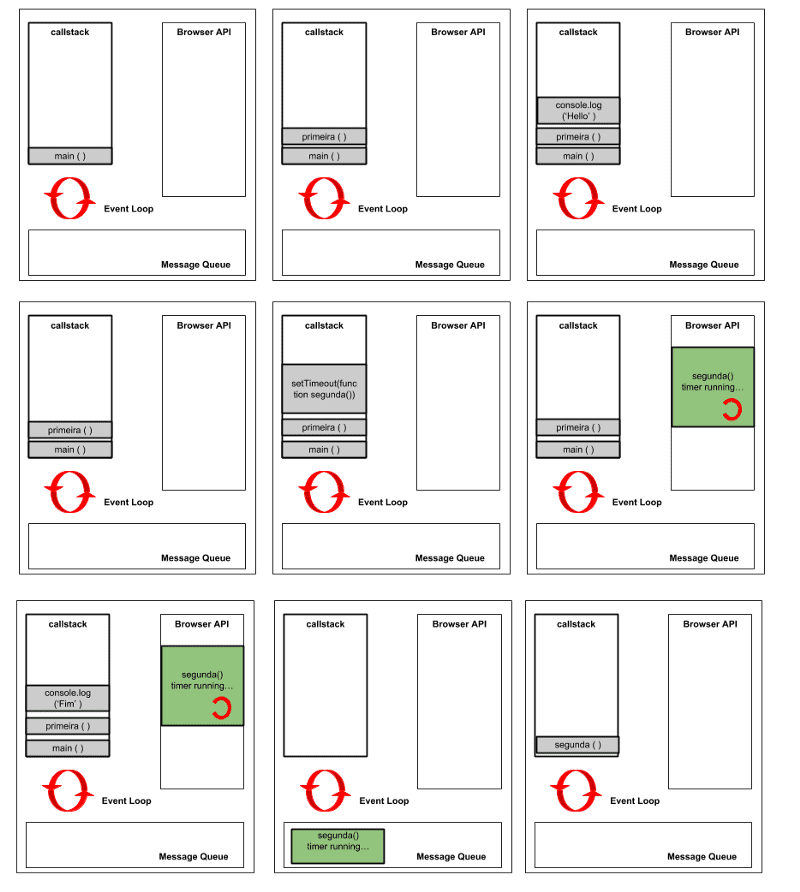 callstack
Browser API
main ( )
Event Loop
Message Queue
callstack
Browser API
primeira ( )
main ( )
Event Loop
Message Queue
callstack
Browser API
console.log
('Hello' )
primeira ( )
main ( )
Event Loop
Message Queue
callstack
Browser API
primeira ( )
main ( )
Event Loop
Message Queue
callstack
Browser API
setTimeout(func
tion segunda())
primeira ( )
main ( )
Event Loop
Message Queue
callstack
Browser API
segunda()
timer running…
primeira ( )
main ( )
Event Loop
Message Queue
callstack
Browser API
segunda()
timer running…
console.log
('Fim' )
primeira ( )
main ( )
Event Loop
Message Queue
callstack
Browser API
Event Loop
segunda()
timer running…
Message Queue
callstack
Browser API
segunda ( )
Event Loop
Message Queue